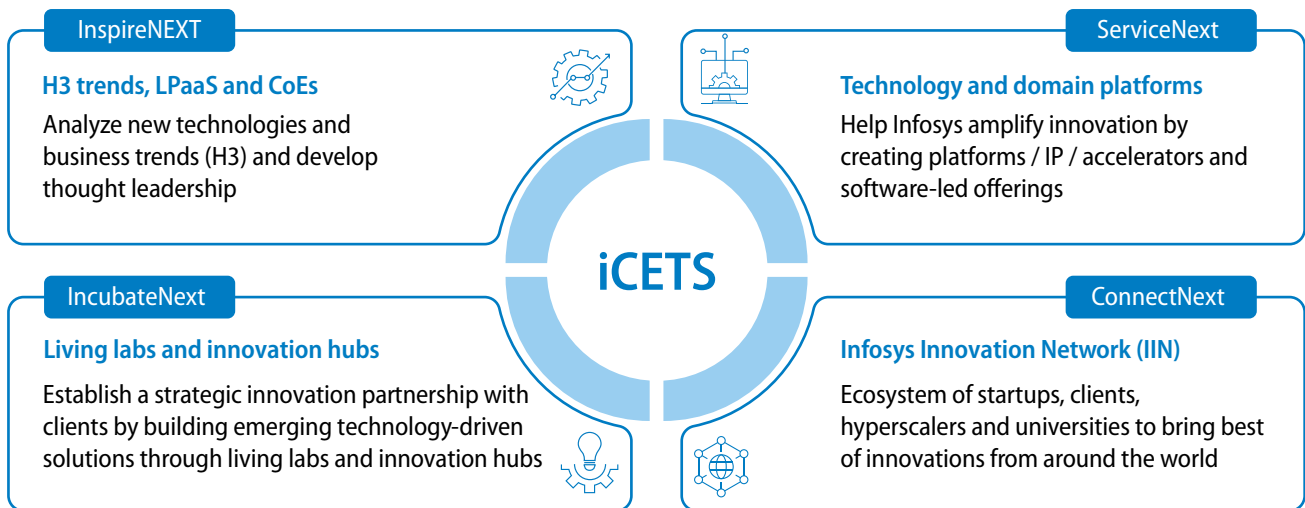 InspireNEXT
H3 trends, LPaaS and CoEs
Analyze new technologies and
business trends (H3) and develop
thought leadership
ServiceNext
Technology and domain platforms
Help Infosys amplify innovation by
creating platforms / IP / accelerators and
software-led offerings
iCETS
IncubateNext
Living labs and innovation hubs
Establish a strategic innovation partnership with
clients by building emerging technology-driven
solutions through living labs and innovation hubs
ConnectNext
Infosys Innovation Network (IIN)
Ecosystem of startups, clients,
hyperscalers and universities to bring best
of innovations from around the world